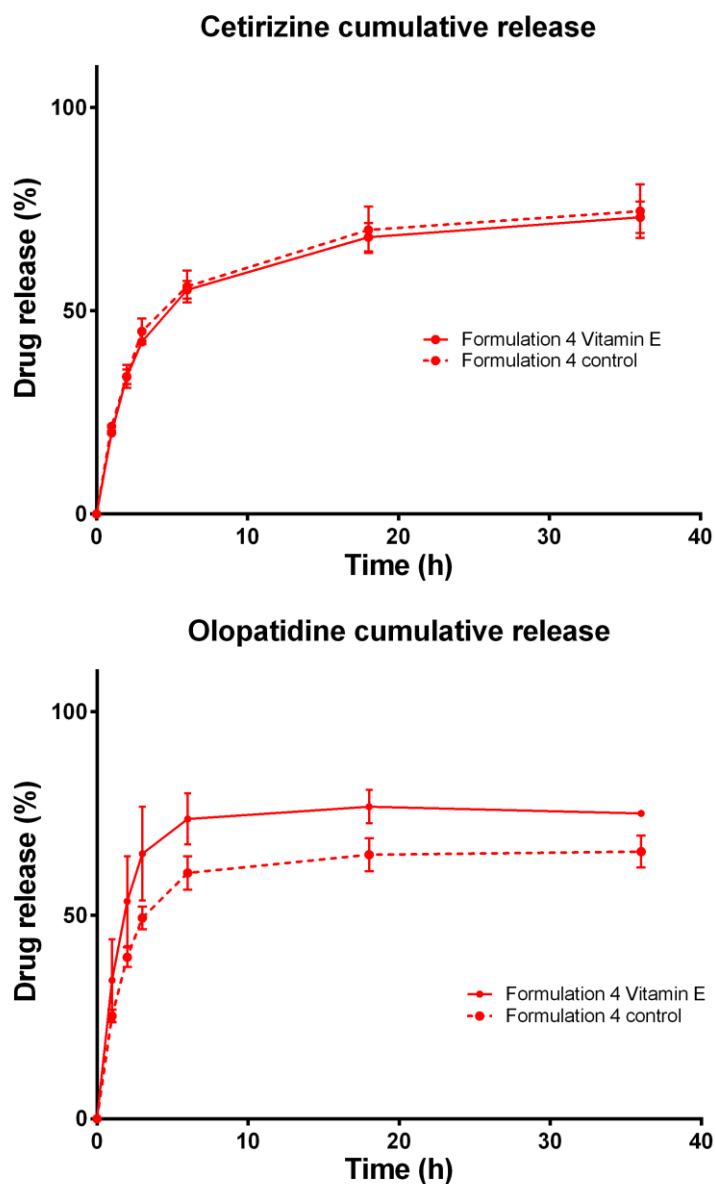 Cetirizine cumulative release
Drug release (%)
100
50
0
Formulation 4 Vitamin E
Formulation 4 control
0 10 20 30 40
Time (h)
Olopatidine cumulative release
Drug release (%)
100
50
0
Formulation 4 Vitamin E
Formulation 4 control
0 10 20 30 40
Time (h)